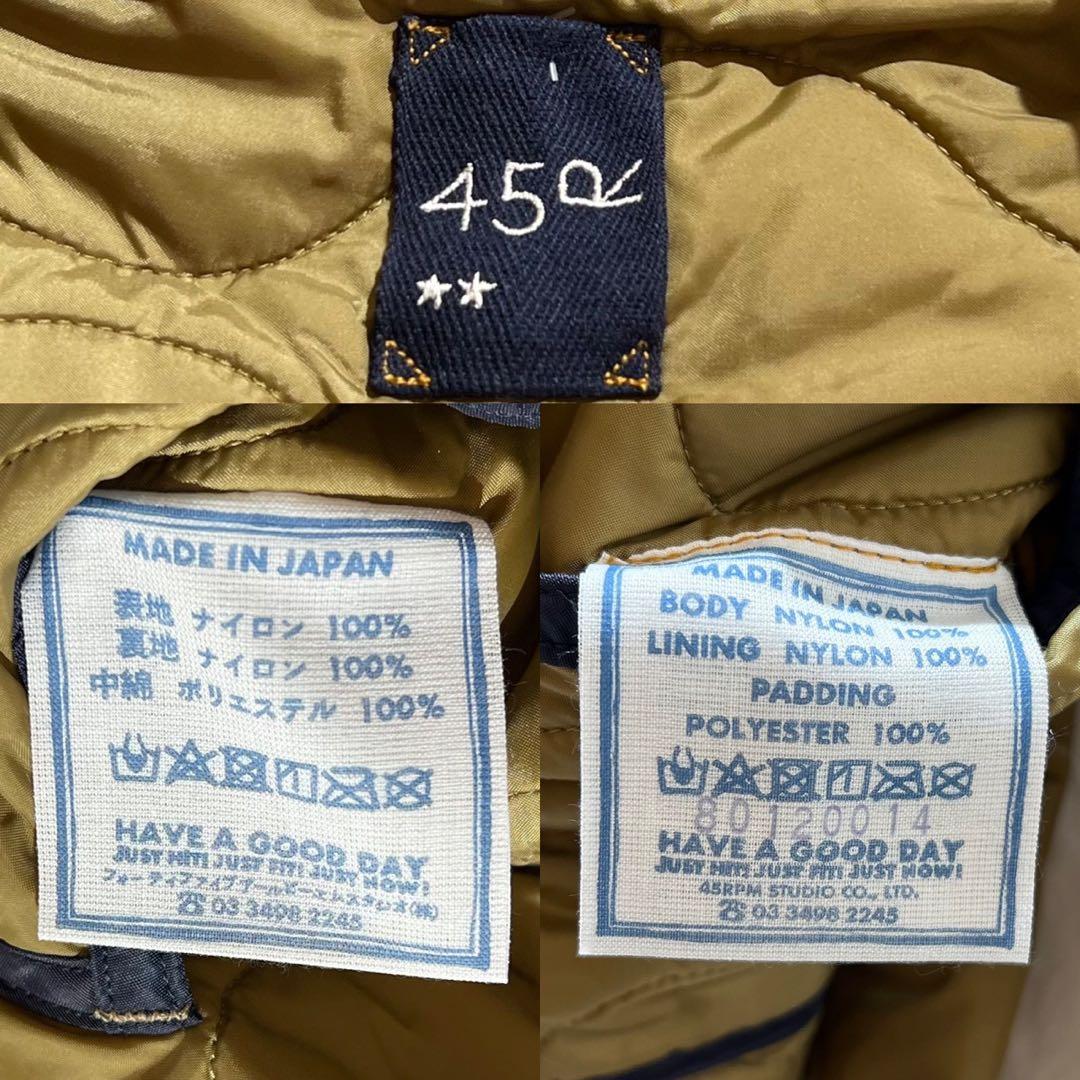 45R
MADE IN JAPAN
表地 ナイロン 100%
裏地 ナイロン 100%
中綿 ポリエステル 100%
HAVE A GOOD DAY
JUST HIT! JUST FIT! JUST NOW!
フォーティファイブアールピーエムスタジオ(株)
☎ 03 3498 2245
MADE IN JAPAN
BODY NYLON 100%
LINING NYLON 100%
PADDING
POLYESTER 100%
80120014
HAVE A GOOD DAY
JUST HIT! JUST FIT! JUST NOW!
45RPM STUDIO CO., LTD.
☎ 03 3498 2245